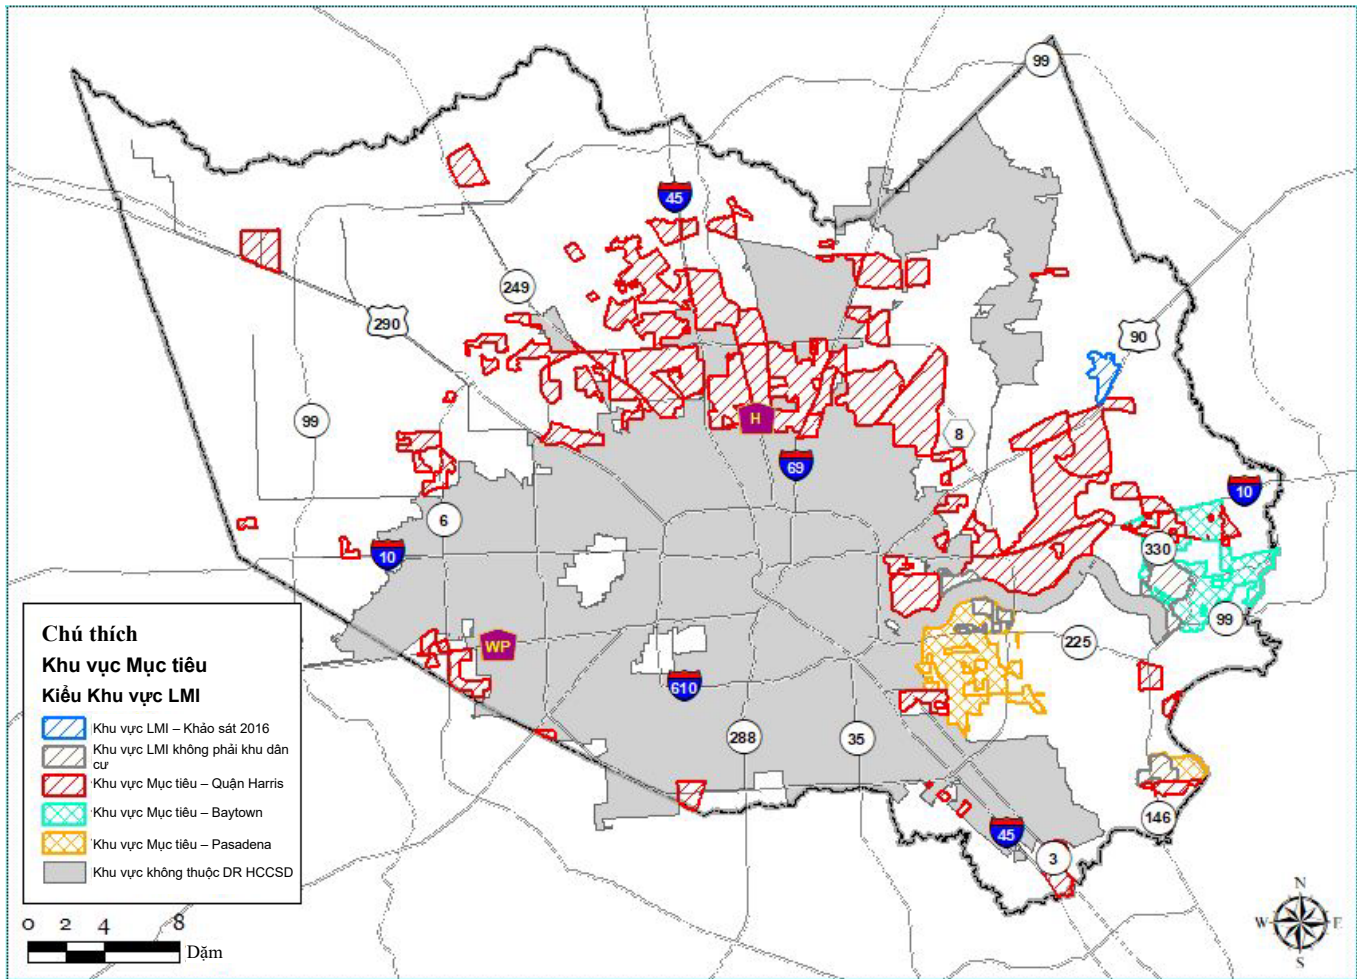 99
45
249
290
90
99
H
8
69
6
10
10
330
99
WP
225
610
288
35
146
45
3
Chú thích
Khu vực Mục tiêu
Kiểu Khu vực LMI
Khu vực LMI – Khảo sát 2016
Khu vực LMI không phải khu dân
cư
Khu vực Mục tiêu – Quận Harris
Khu vực Mục tiêu – Baytown
Khu vực Mục tiêu – Pasadena
Khu vực không thuộc DR HCCSD
0 2 4 8
Dặm
N
W E
S